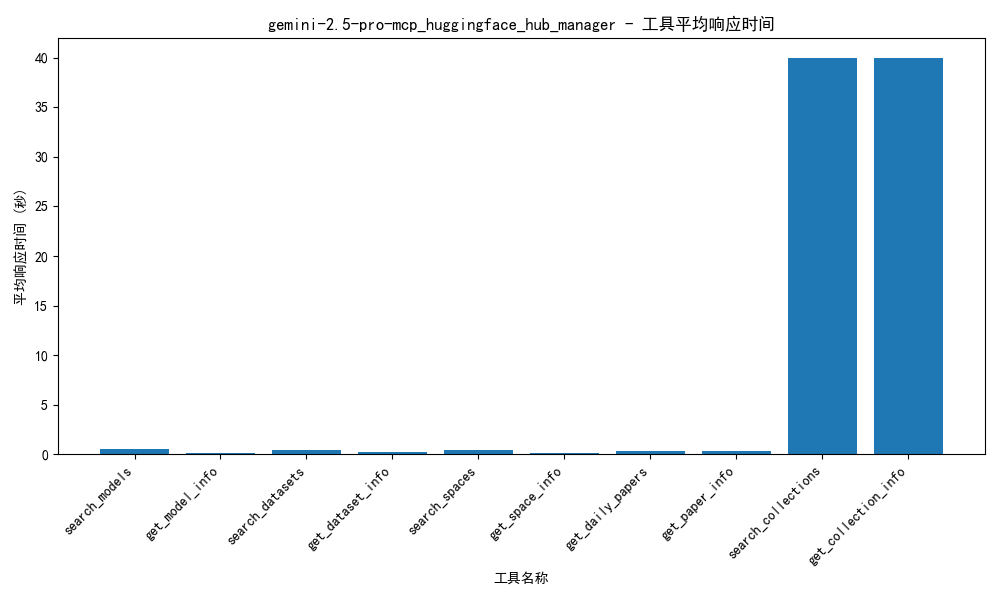 gemini-2.5-pro-mcp_huggingface_hub_manager - 工具平均响应时间
平均响应时间 (秒)
40
35
30
25
20
15
10
5
0
search_models
get_model_info
search_datasets
get_dataset_info
search_spaces
get_space_info
get_daily_papers
get_paper_info
search_collections
get_collection_info
工具名称